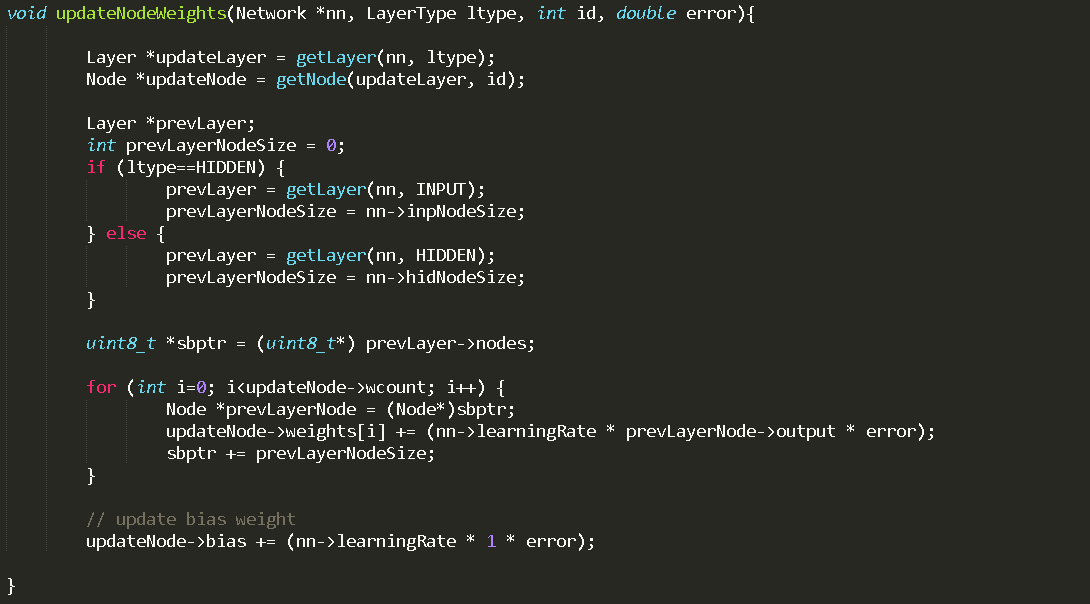 void updateNodeWeights(Network *nn, LayerType ltype, int id, double error){
Layer *updateLayer = getLayer(nn, ltype);
Node *updateNode = getNode(updateLayer, id);
Layer *prevLayer;
int prevLayerNodeSize = 0;
if (ltype==HIDDEN) {
prevLayer = getLayer(nn, INPUT);
prevLayerNodeSize = nn->inpNodeSize;
} else {
prevLayer = getLayer(nn, HIDDEN);
prevLayerNodeSize = nn->hidNodeSize;
}
uint8_t *sbptr = (uint8_t*) prevLayer->nodes;
for (int i=0; i<updateNode->wcount; i++) {
Node *prevLayerNode = (Node*)sbptr;
updateNode->weights[i] += (nn->learningRate * prevLayerNode->output * error);
sbptr += prevLayerNodeSize;
}
// update bias weight
updateNode->bias += (nn->learningRate * 1 * error);
}